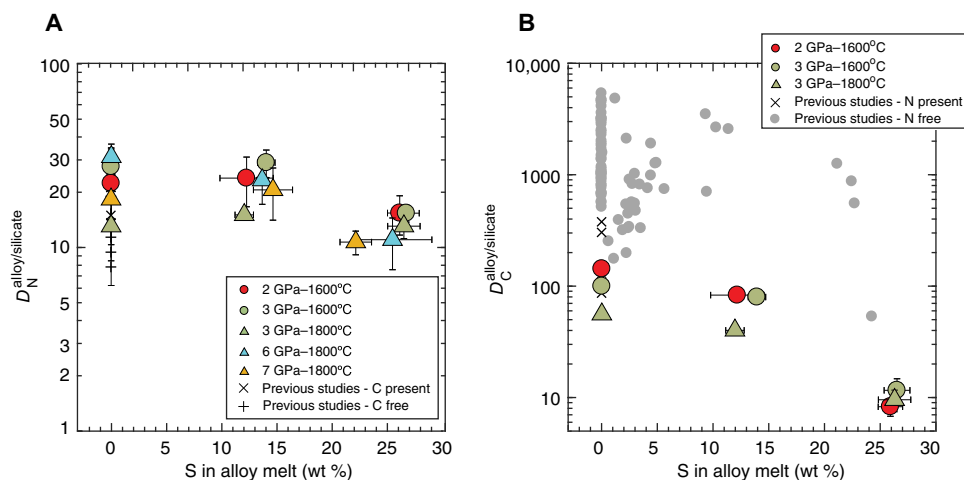 A
100
50
40
30
20
10
5
4
3
2
1
D_N^alloy/silicate
2 GPa–1600°C
3 GPa–1600°C
3 GPa–1800°C
6 GPa–1800°C
7 GPa–1800°C
Previous studies - C present
Previous studies - C free
0 5 10 15 20 25 30
S in alloy melt (wt %)
B
10,000
1000
100
10
D_C^alloy/silicate
2 GPa–1600°C
3 GPa–1600°C
3 GPa–1800°C
Previous studies - N present
Previous studies - N free
0 5 10 15 20 25 30
S in alloy melt (wt %)